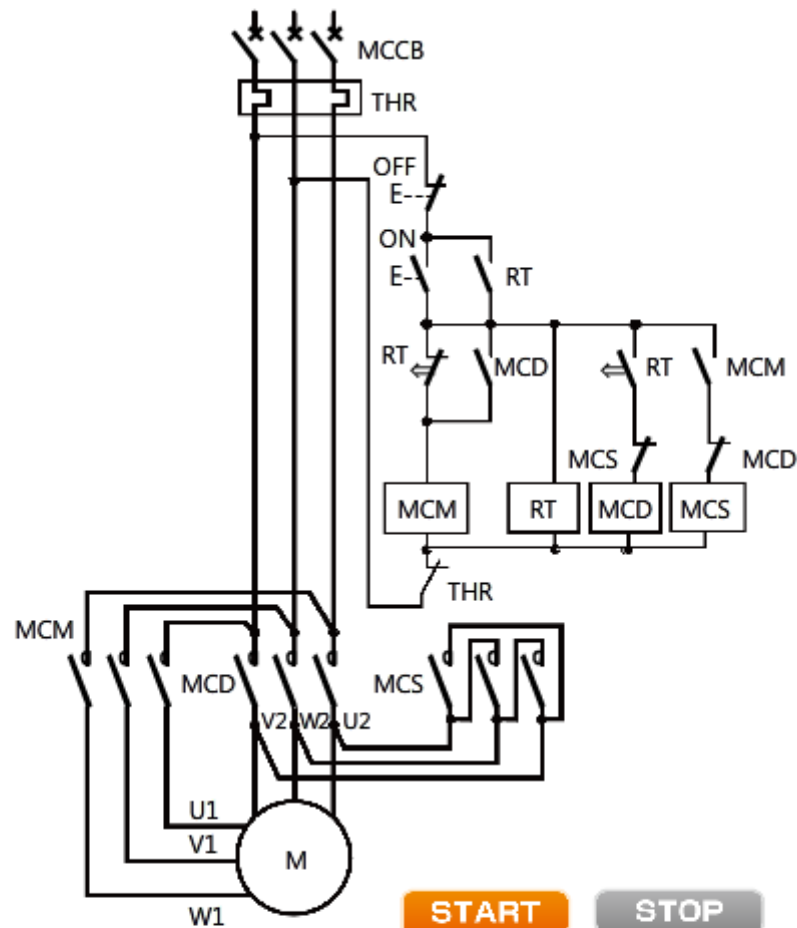 MCCB
THR
OFF
E
ON
E
RT
RT
MCD
RT
MCM
MCS
MCD
MCM
RT
MCD
MCS
THR
MCM
MCD
MCS
V2
W2
U2
U1
V1
M
W1
START
STOP